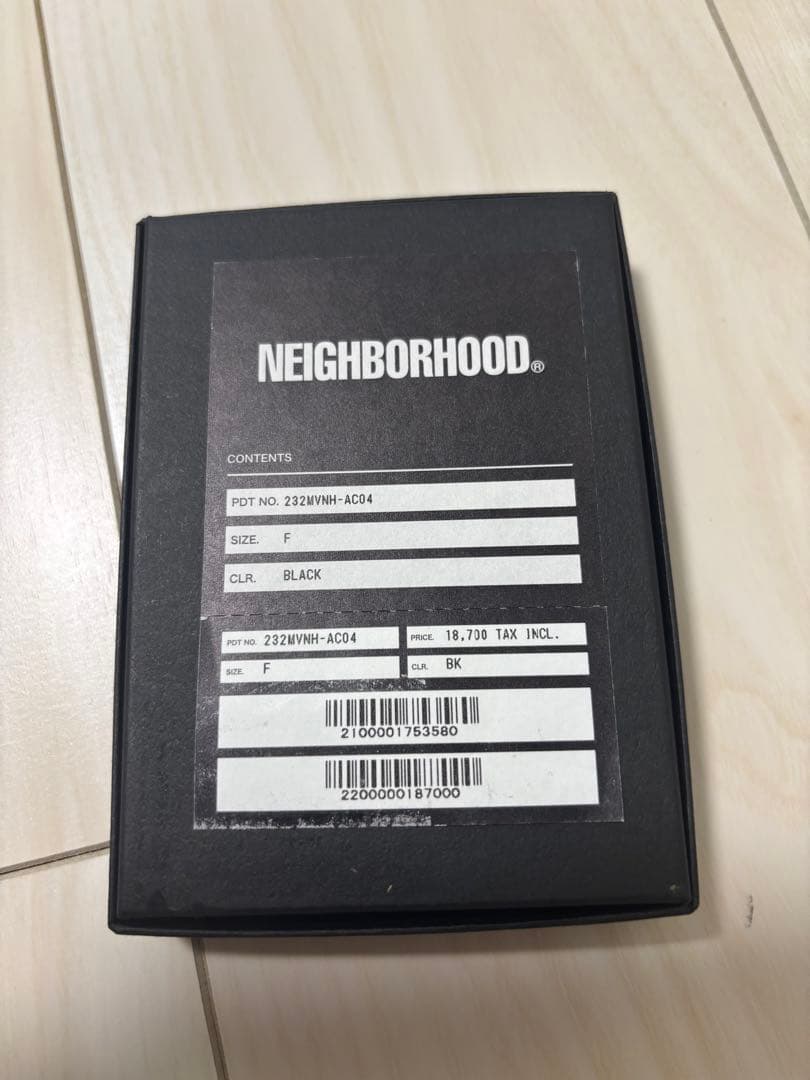 NEIGHBORHOOD®
CONTENTS
PDT NO. 232MVNH-AC04
SIZE. F
CLR. BLACK
PDT NO. 232MVNH-AC04 PRICE. 18,700 TAX INCL.
SIZE. F CLR. BK
2100001753580
2200000187000